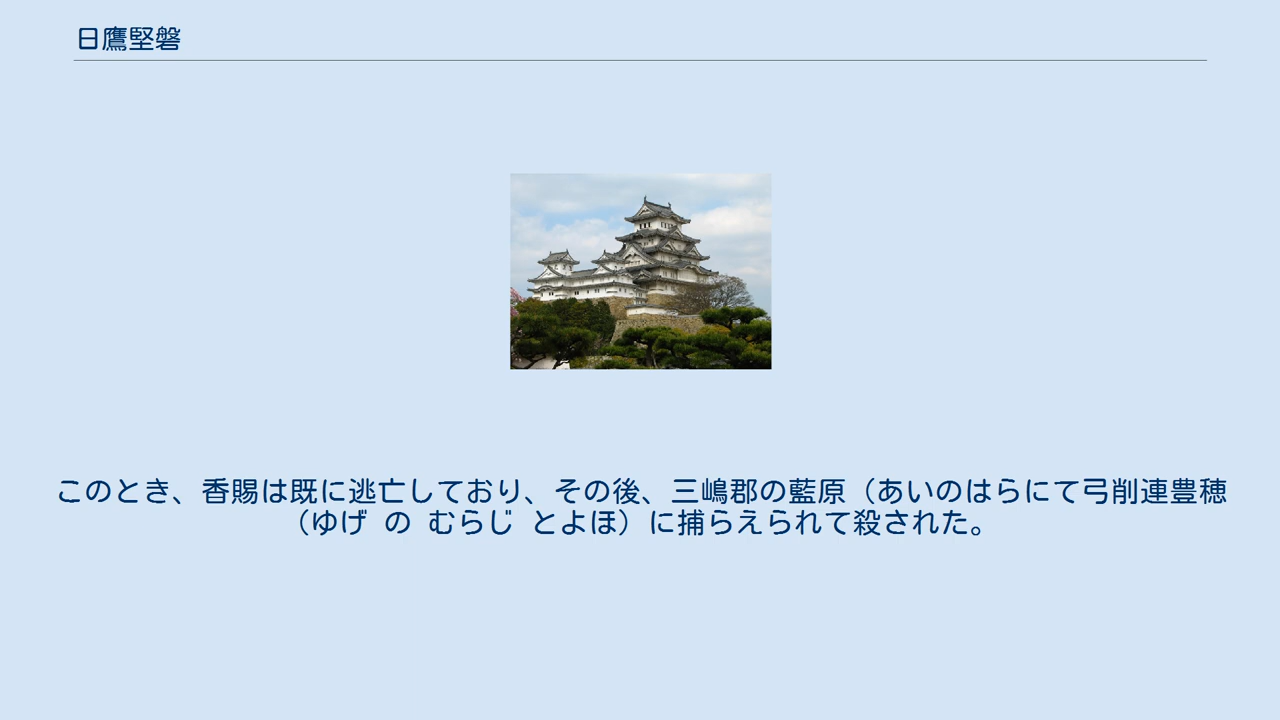 日鷹堅磐
このとき、香賜は既に逃亡しており、その後、三嶋郡の藍原（あいのはらにて弓削連豊穂
（ゆげ の むらじ とよほ）に捕らえられて殺された。